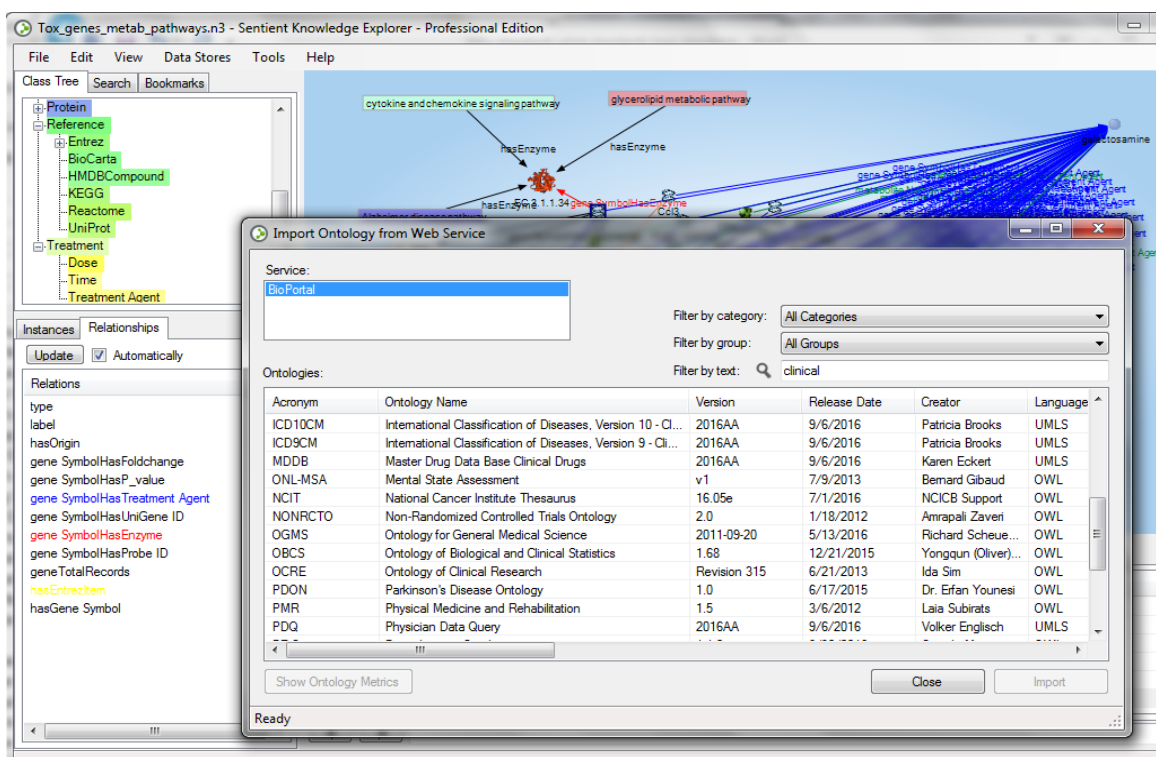 Tox_genes_metab_pathways.n3 - Sentient Knowledge Explorer - Professional Edition
File Edit View Data Stores Tools Help
Class Tree Search Bookmarks
Protein
Reference
Entrez
BioCarta
HMDBCompound
KEGG
Reactome
UniProt
Treatment
Dose
Time
Treatment Agent
cytokine and chemokine signaling pathway
glycerolipid metabolic pathway
hasEnzyme
hasEnzyme
Instances Relationships
Update Automatically
Relations
type
label
hasOrigin
gene SymbolHasFoldchange
gene SymbolHasP_value
gene SymbolHasTreatment Agent
gene SymbolHasUniGene ID
gene SymbolHasEnzyme
gene SymbolHasProbe ID
geneTotalRecords
hasEntrezItem
hasGene Symbol
Import Ontology from Web Service
Service:
BioPortal
Filter by category: All Categories
Filter by group: All Groups
Ontologies: Filter by text: clinical
Acronym Ontology Name Version Release Date Creator Language
ICD10CM International Classification of Diseases, Version 10 - Cl... 2016AA 9/6/2016 Patricia Brooks UMLS
ICD9CM International Classification of Diseases, Version 9 - Cli... 2016AA 9/6/2016 Patricia Brooks UMLS
MDDB Master Drug Data Base Clinical Drugs 2016AA 9/6/2016 Karen Eckert UMLS
ONL-MSA Mental State Assessment v1 7/9/2013 Bernard Gibaud OWL
NCIT National Cancer Institute Thesaurus 16.05e 7/1/2016 NCICB Support OWL
NONRCTO Non-Randomized Controlled Trials Ontology 2.0 1/18/2012 Amrapali Zaveri OWL
OGMS Ontology for General Medical Science 2011-09-20 5/13/2016 Richard Scheue... OWL
OBCS Ontology of Biological and Clinical Statistics 1.68 12/21/2015 Yongqun (Oliver)... OWL
OCRE Ontology of Clinical Research Revision 315 6/21/2013 Ida Sim OWL
PDON Parkinson's Disease Ontology 1.0 6/17/2015 Dr. Erfan Younesi OWL
PMR Physical Medicine and Rehabilitation 1.5 3/6/2012 Laia Subirats OWL
PDQ Physician Data Query 2016AA 9/6/2016 Volker Englisch UMLS
Show Ontology Metrics Close Import
Ready